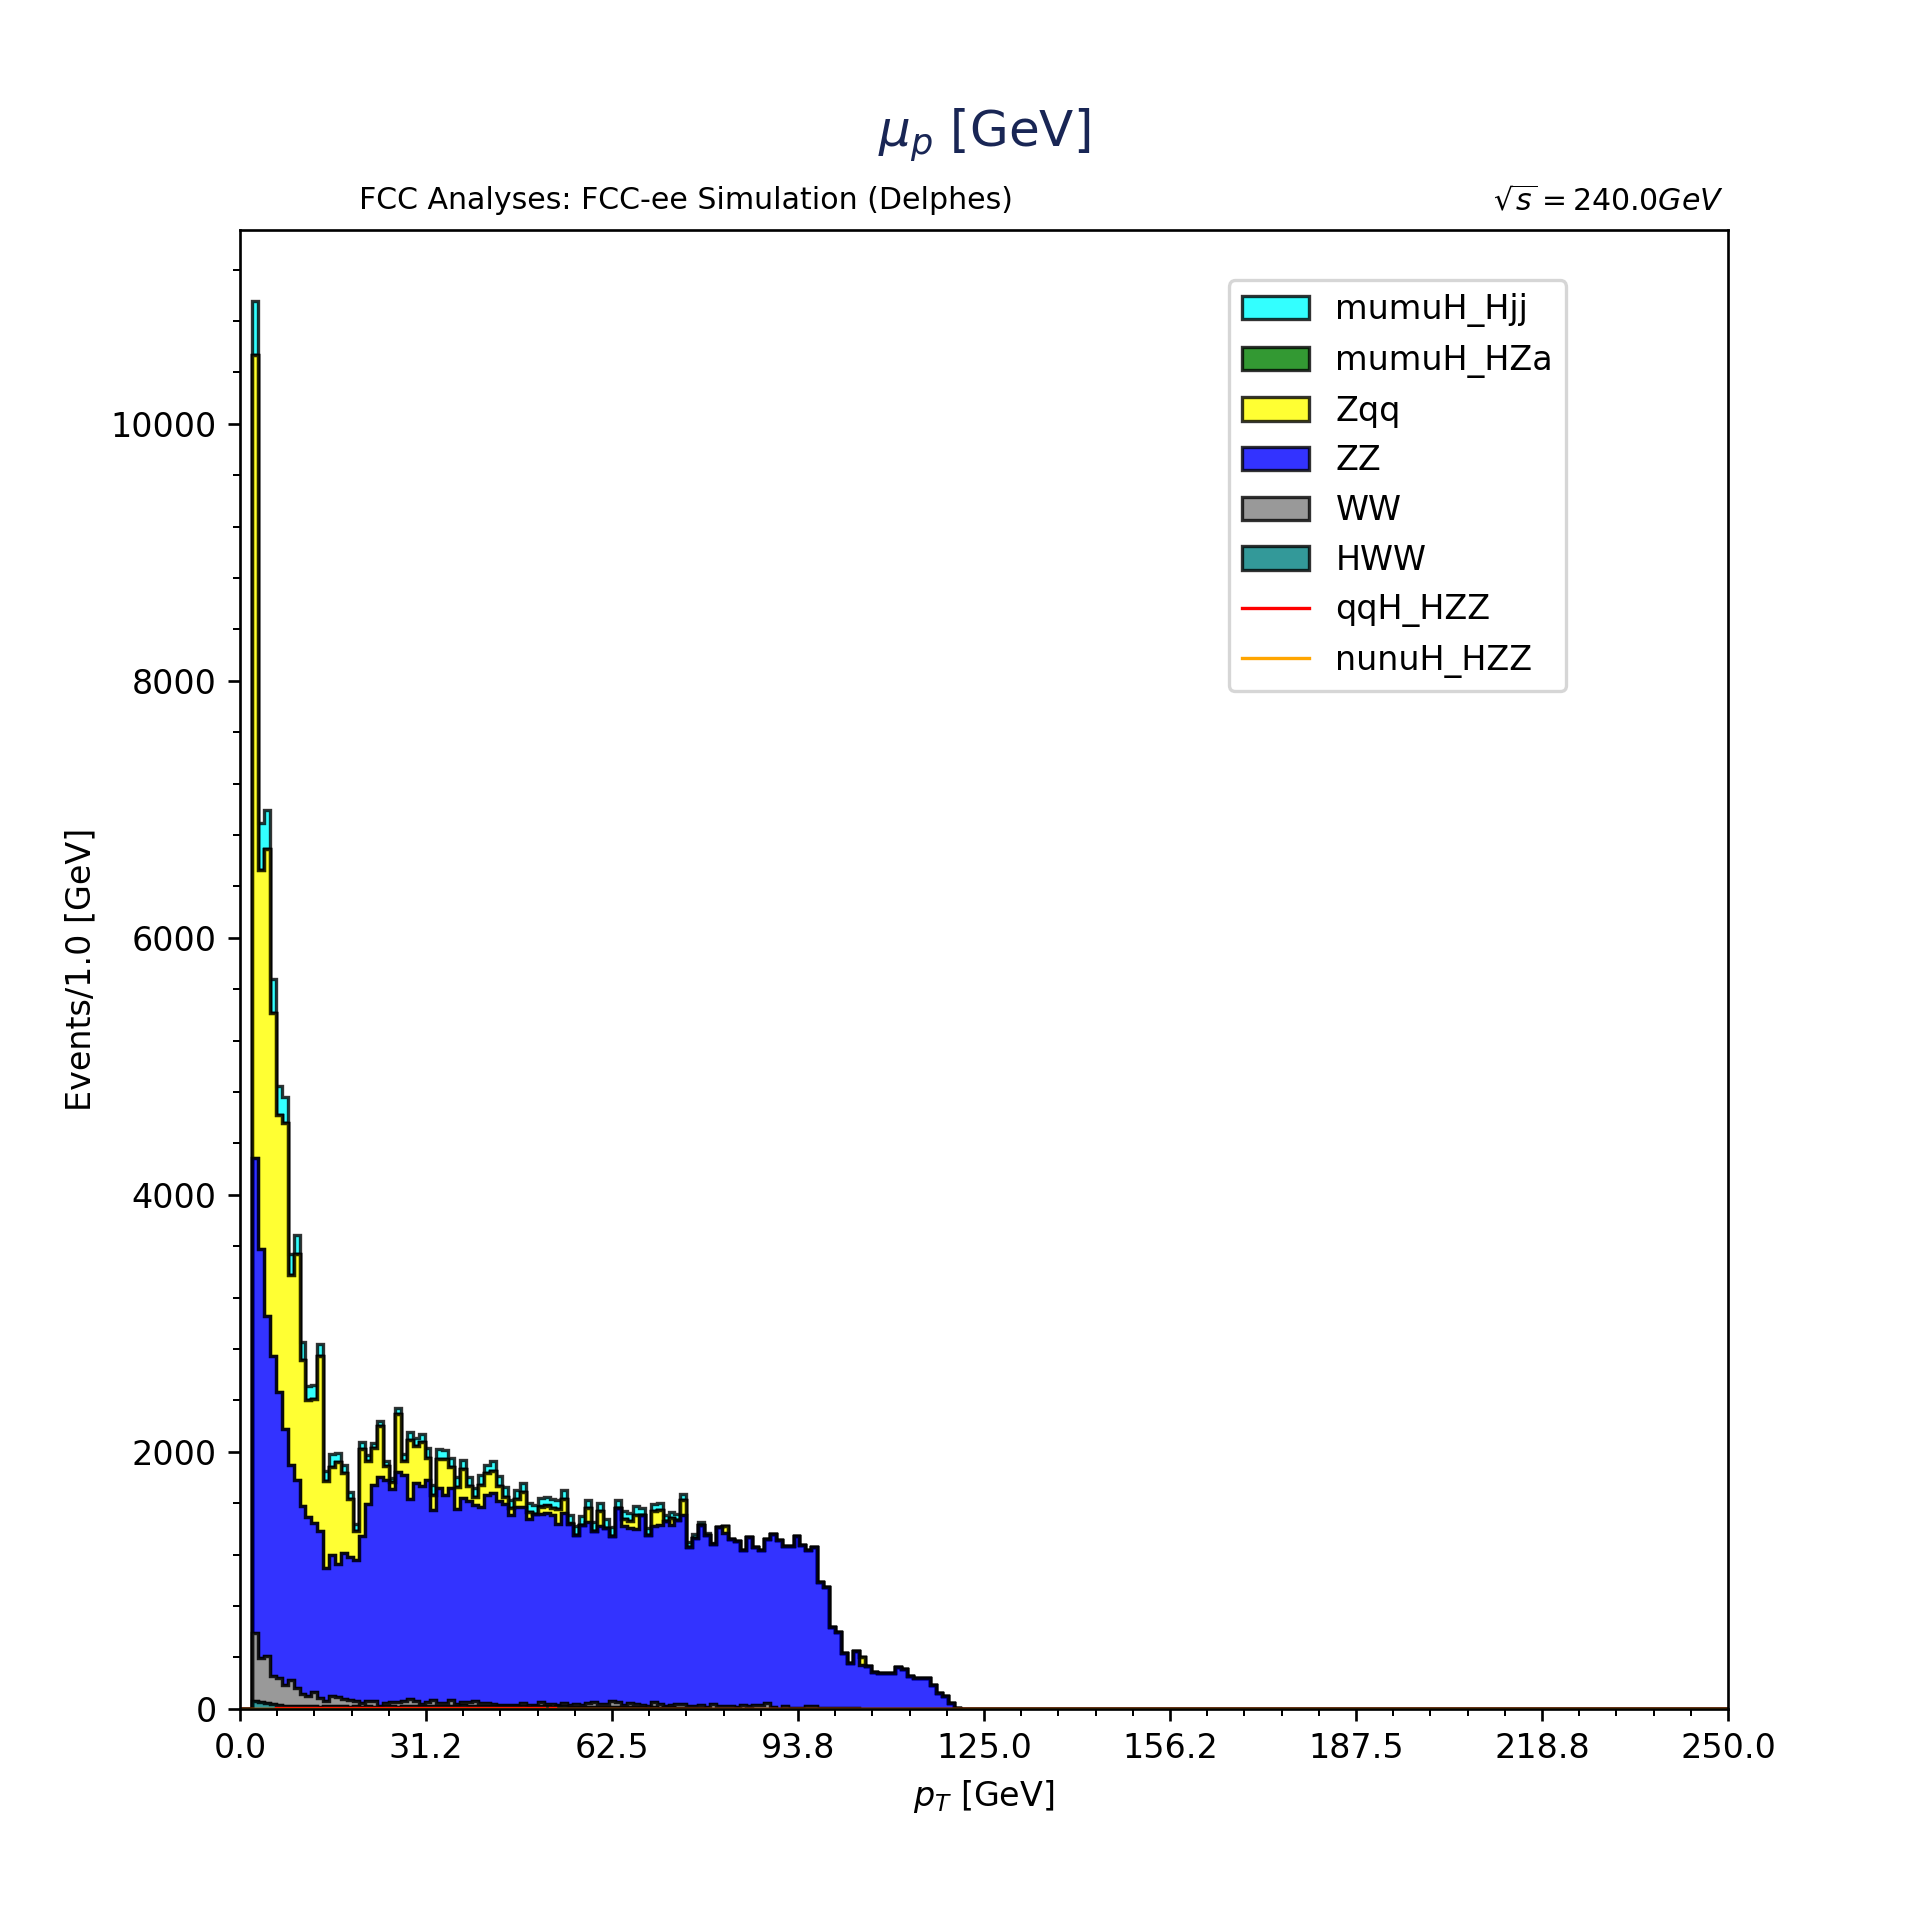 μp [GeV]
FCC Analyses: FCC-ee Simulation (Delphes)
√s = 240.0GeV
mumuH_Hjj
mumuH_HZa
Zqq
ZZ
WW
HWW
qqH_HZZ
nunuH_HZZ
10000
8000
6000
4000
2000
0
Events/1.0 [GeV]
0.0 31.2 62.5 93.8 125.0 156.2 187.5 218.8 250.0
pT [GeV]